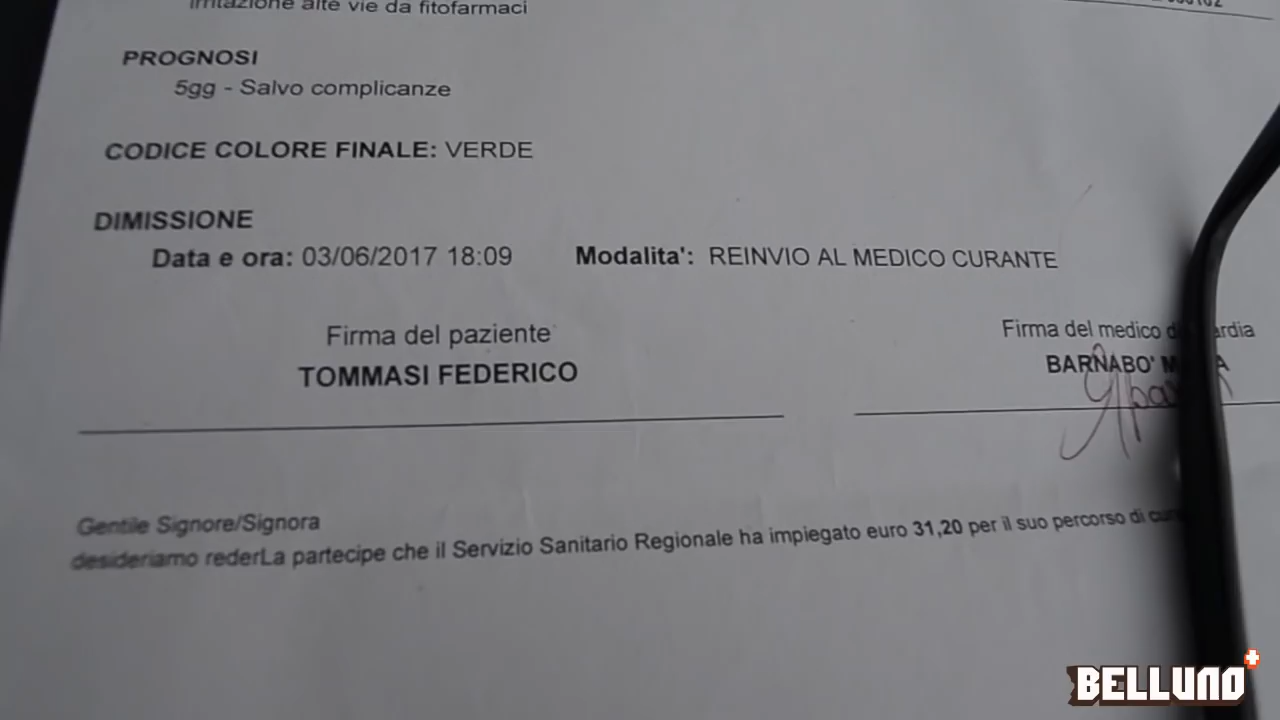 irritazione alte vie da fitofarmaci
PROGNOSI
5gg - Salvo complicanze
CODICE COLORE FINALE: VERDE
DIMISSIONE
Data e ora: 03/06/2017 18:09 Modalita': REINVIO AL MEDICO CURANTE
Firma del paziente
TOMMASI FEDERICO
Firma del medico
BARNABO'
Gentile Signore/Signora
desideriamo rederLa partecipe che il Servizio Sanitario Regionale ha impiegato euro 31,20 per il suo percorso di
BELLUNO+